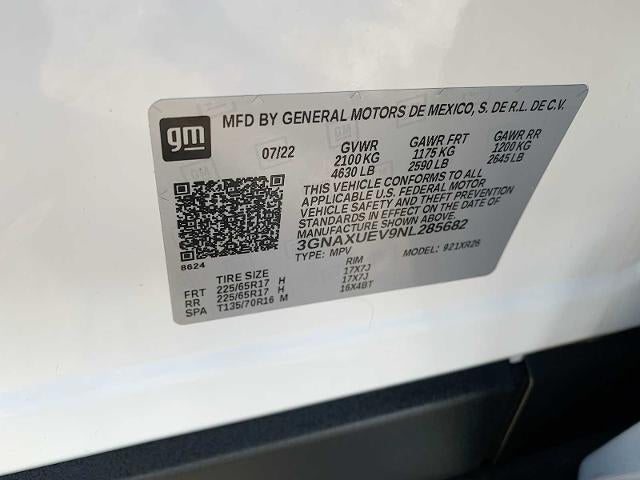 gm
MFD BY GENERAL MOTORS DE MEXICO, S. DE R.L. DE C.V.
07/22 GVWR GAWR FRT GAWR RR
2100 KG 1175 KG 1200 KG
4630 LB 2590 LB 2645 LB
THIS VEHICLE CONFORMS TO ALL
APPLICABLE U.S. FEDERAL MOTOR
VEHICLE SAFETY AND THEFT PREVENTION
STANDARDS IN EFFECT ON THE DATE OF
MANUFACTURE SHOWN ABOVE.
3GNAXUEV9NL285682
TYPE: MPV MODEL: 921XR26
8624
TIRE SIZE RIM
FRT 225/65R17 H 17X7J
RR 225/65R17 H 17X7J
SPA T135/70R16 M 16X4BT